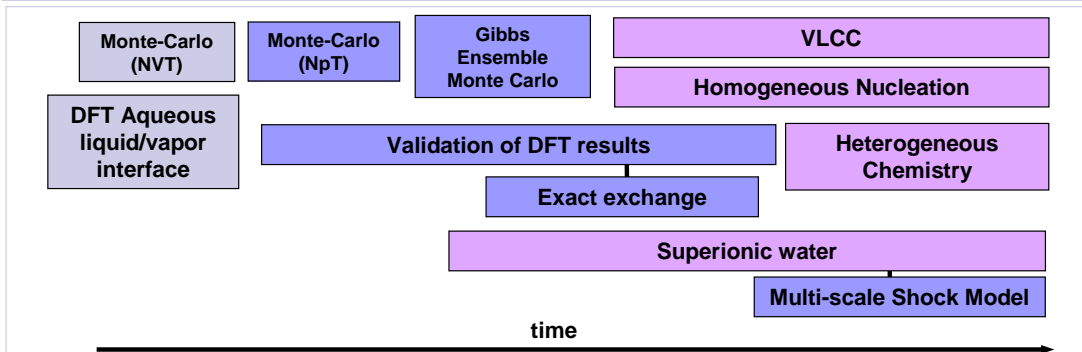 Monte-Carlo
(NVT)
Monte-Carlo
(NpT)
Gibbs
Ensemble
Monte Carlo
VLCC
Homogeneous Nucleation
DFT Aqueous
liquid/vapor
interface
Validation of DFT results
Heterogeneous
Chemistry
Exact exchange
Superionic water
Multi-scale Shock Model
time